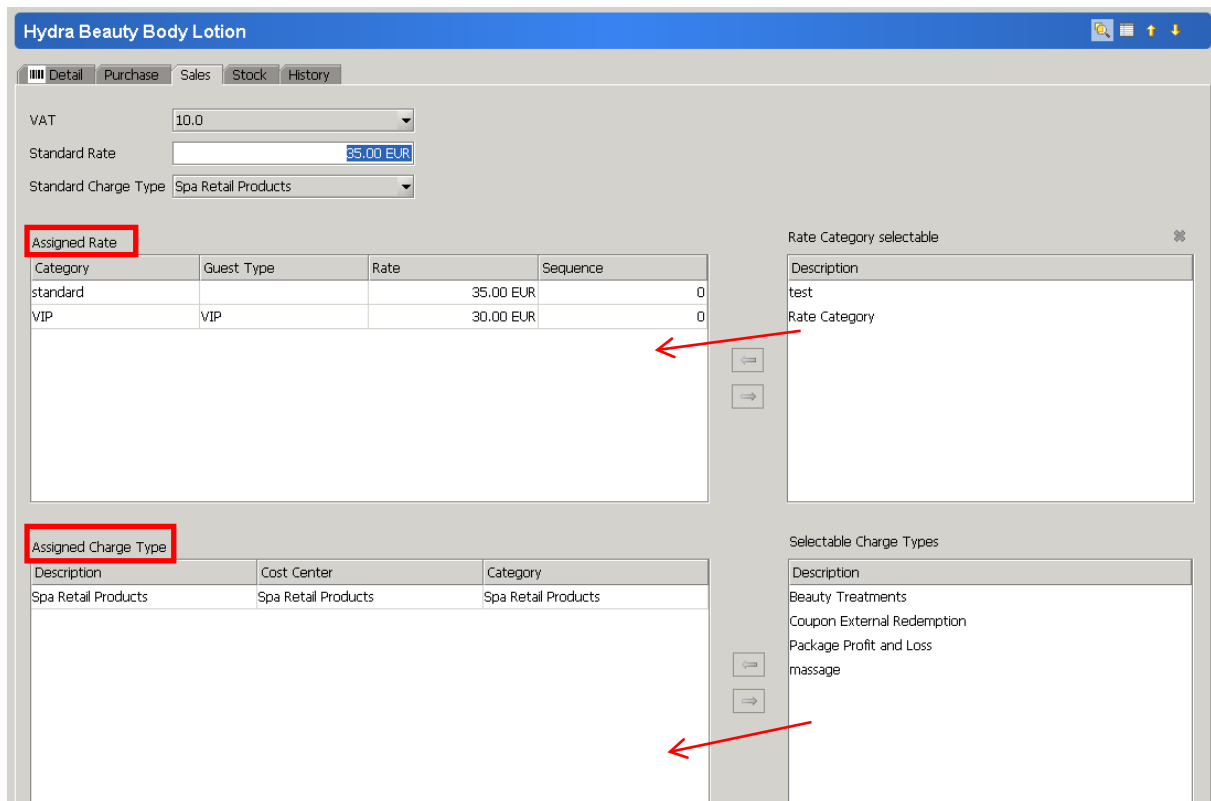 Hydra Beauty Body Lotion
Detail Purchase Sales Stock History
VAT 10.0
Standard Rate 35.00 EUR
Standard Charge Type Spa Retail Products
Assigned Rate
Category Guest Type Rate Sequence
standard 35.00 EUR 0
VIP VIP 30.00 EUR 0
Rate Category selectable
Description
test
Rate Category
Assigned Charge Type
Description Cost Center Category
Spa Retail Products Spa Retail Products Spa Retail Products
Selectable Charge Types
Description
Beauty Treatments
Coupon External Redemption
Package Profit and Loss
massage